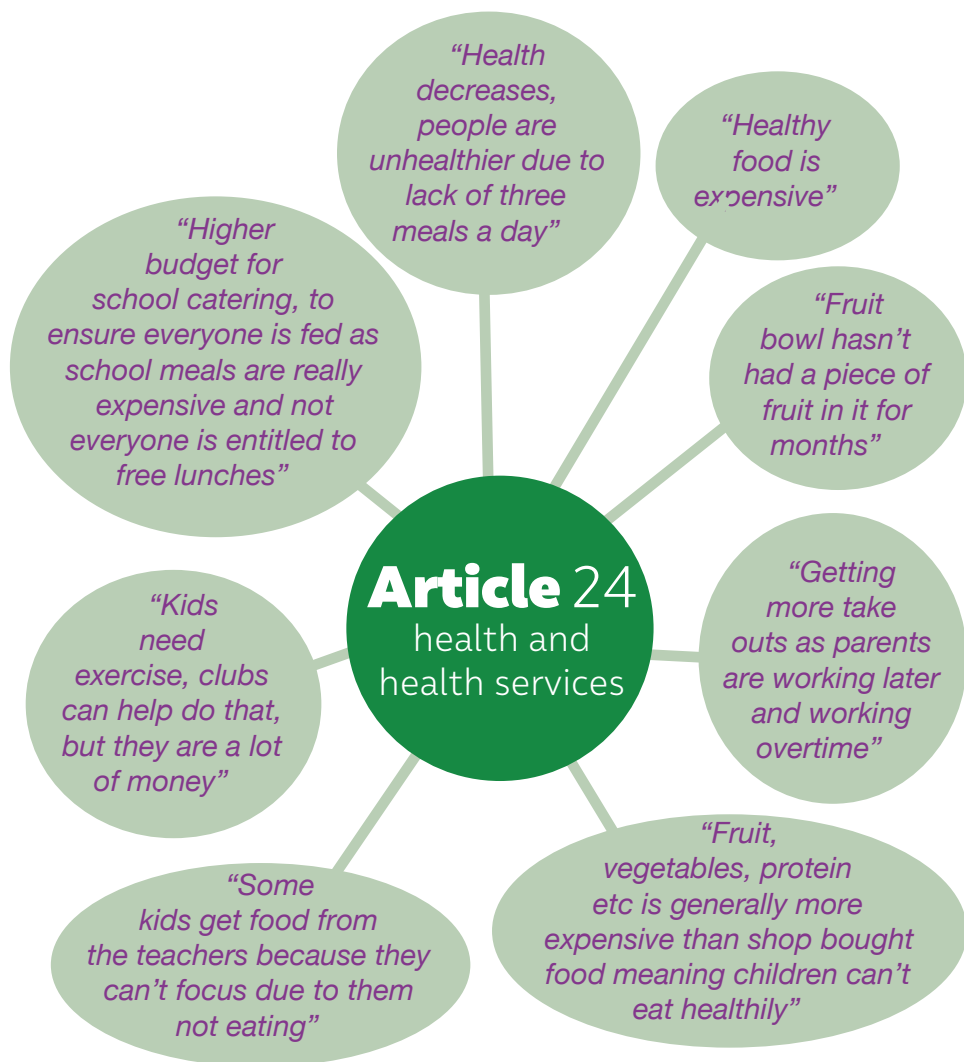 “Health
decreases,
people are
unhealthier due to
lack of three
meals a day”
“Healthy
food is
expensive”
“Higher
budget for
school catering, to
ensure everyone is fed as
school meals are really
expensive and not
everyone is entitled to
free lunches”
“Fruit
bowl hasn’t
had a piece of
fruit in it for
months”
Article 24
health and
health services
“Kids
need
exercise, clubs
can help do that,
but they are a lot
of money”
“Getting
more take
outs as parents
are working later
and working
overtime”
“Some
kids get food from
the teachers because they
can’t focus due to them
not eating”
“Fruit,
vegetables, protein
etc is generally more
expensive than shop bought
food meaning children can’t
eat healthily”